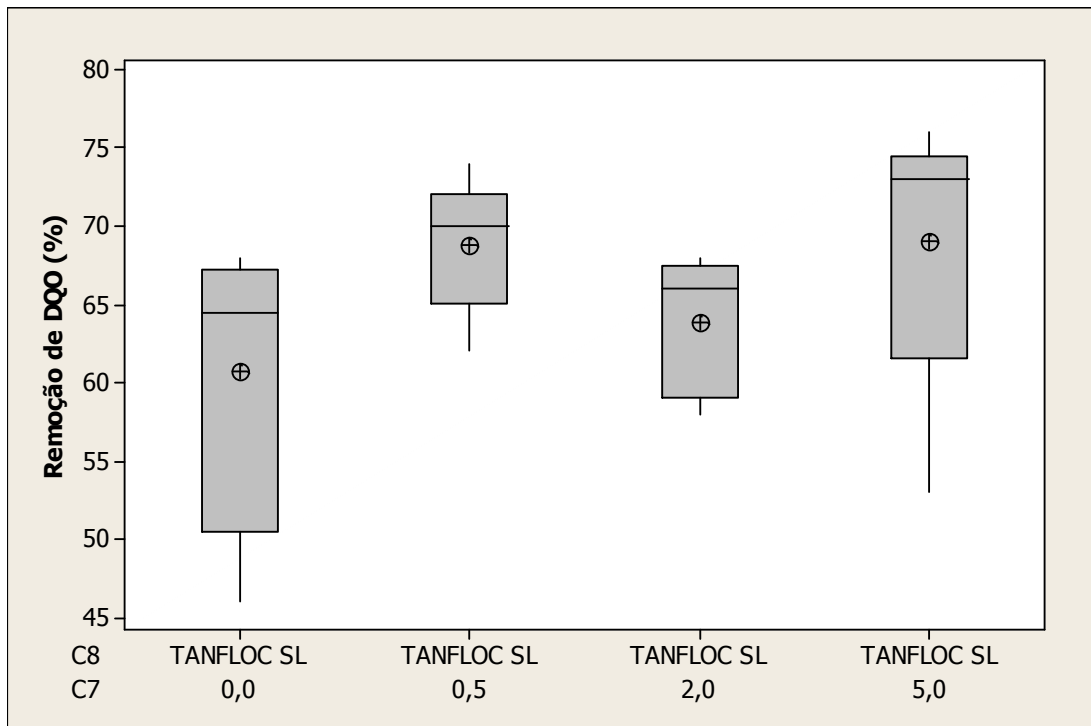 Remoção de DQO (%)
80
75
70
65
60
55
50
45
C8 TANFLOC SL TANFLOC SL TANFLOC SL TANFLOC SL
C7 0,0 0,5 2,0 5,0